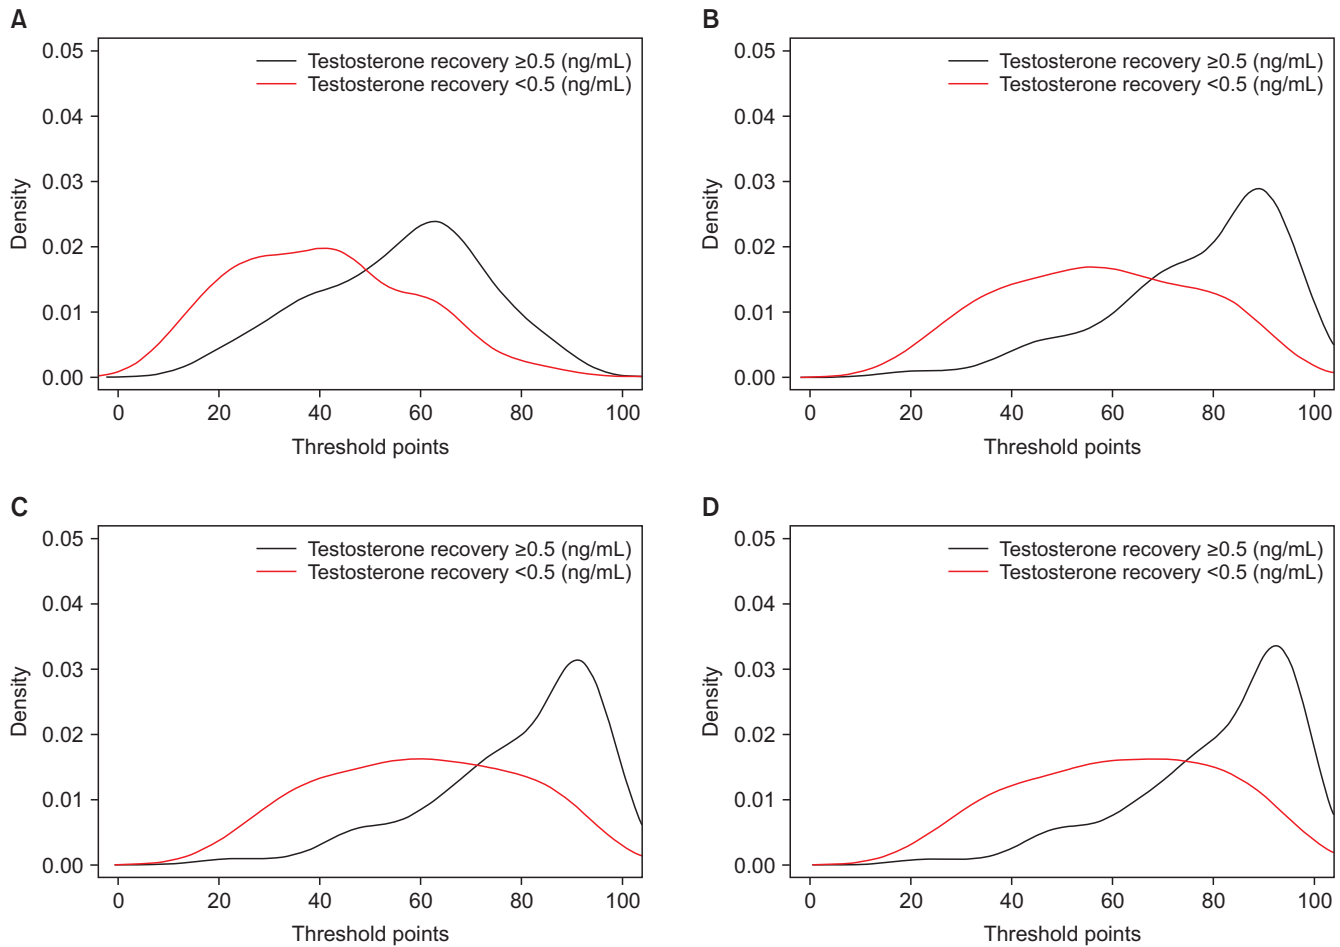 A
Testosterone recovery ≥0.5 (ng/mL)
Testosterone recovery <0.5 (ng/mL)
0.05
0.04
0.03
0.02
0.01
0.00
Density
0 20 40 60 80 100
Threshold points
B
Testosterone recovery ≥0.5 (ng/mL)
Testosterone recovery <0.5 (ng/mL)
0.05
0.04
0.03
0.02
0.01
0.00
Density
0 20 40 60 80 100
Threshold points
C
Testosterone recovery ≥0.5 (ng/mL)
Testosterone recovery <0.5 (ng/mL)
0.05
0.04
0.03
0.02
0.01
0.00
Density
0 20 40 60 80 100
Threshold points
D
Testosterone recovery ≥0.5 (ng/mL)
Testosterone recovery <0.5 (ng/mL)
0.05
0.04
0.03
0.02
0.01
0.00
Density
0 20 40 60 80 100
Threshold points